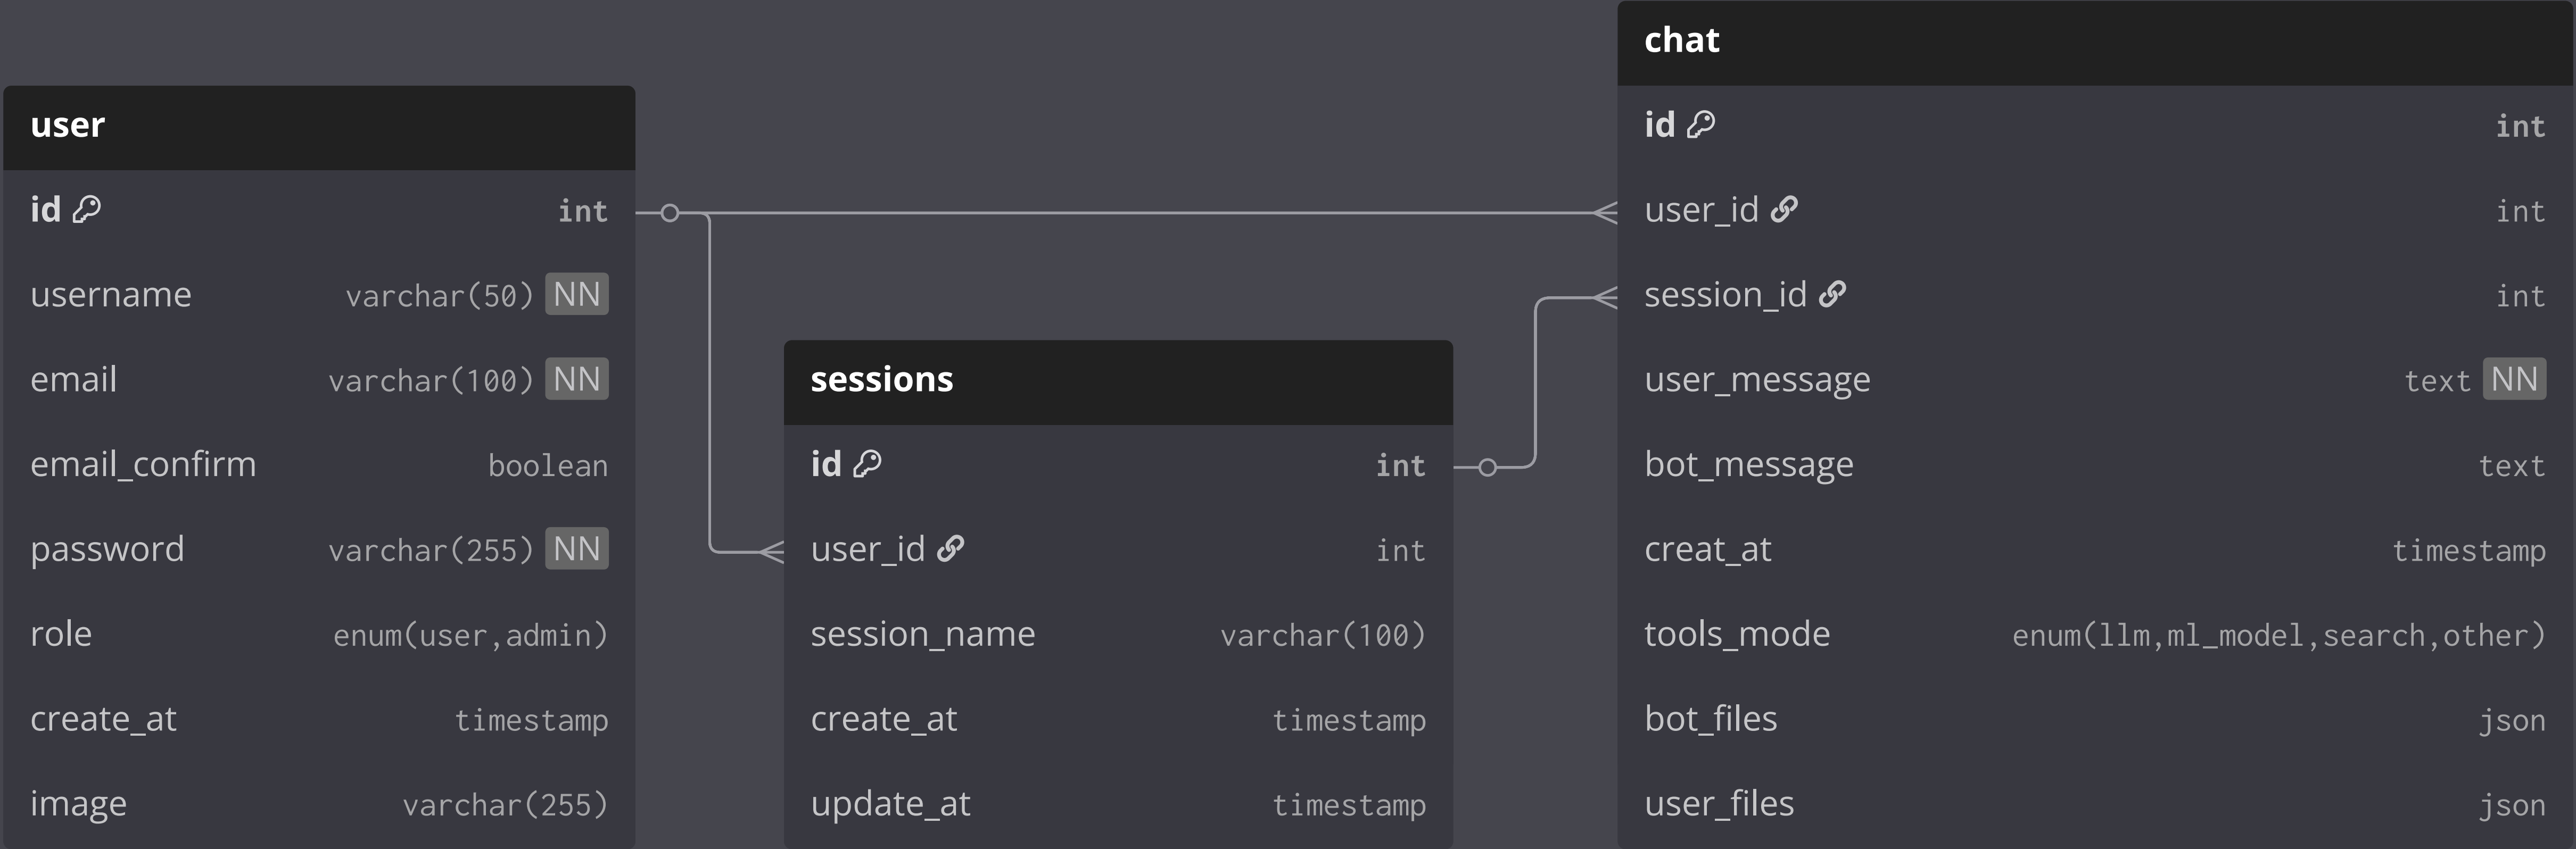 user
id int
username varchar(50) NN
email varchar(100) NN
email_confirm boolean
password varchar(255) NN
role enum(user,admin)
create_at timestamp
image varchar(255)
sessions
id int
user_id int
session_name varchar(100)
create_at timestamp
update_at timestamp
chat
id int
user_id int
session_id int
user_message text NN
bot_message text
creat_at timestamp
tools_mode enum(llm,ml_model,search,other)
bot_files json
user_files json